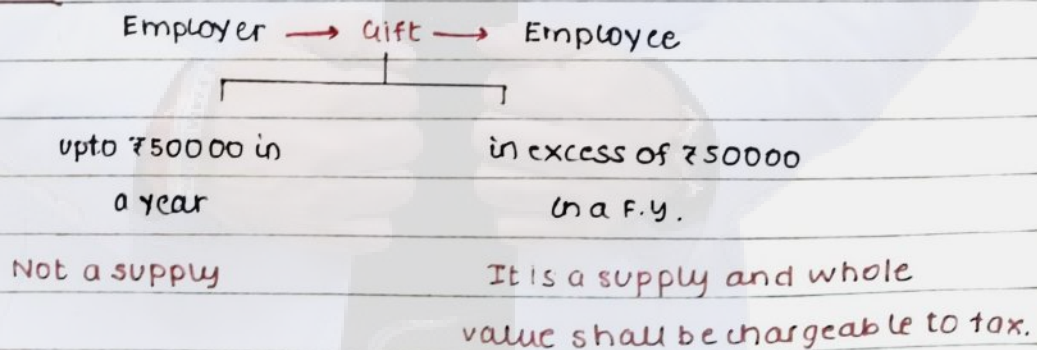 Employer → Gift → Employee
upto ₹50000 in
in excess of ₹50000
a year
in a F.Y.
Not a supply
It is a supply and whole
value shall be chargeable to tax.